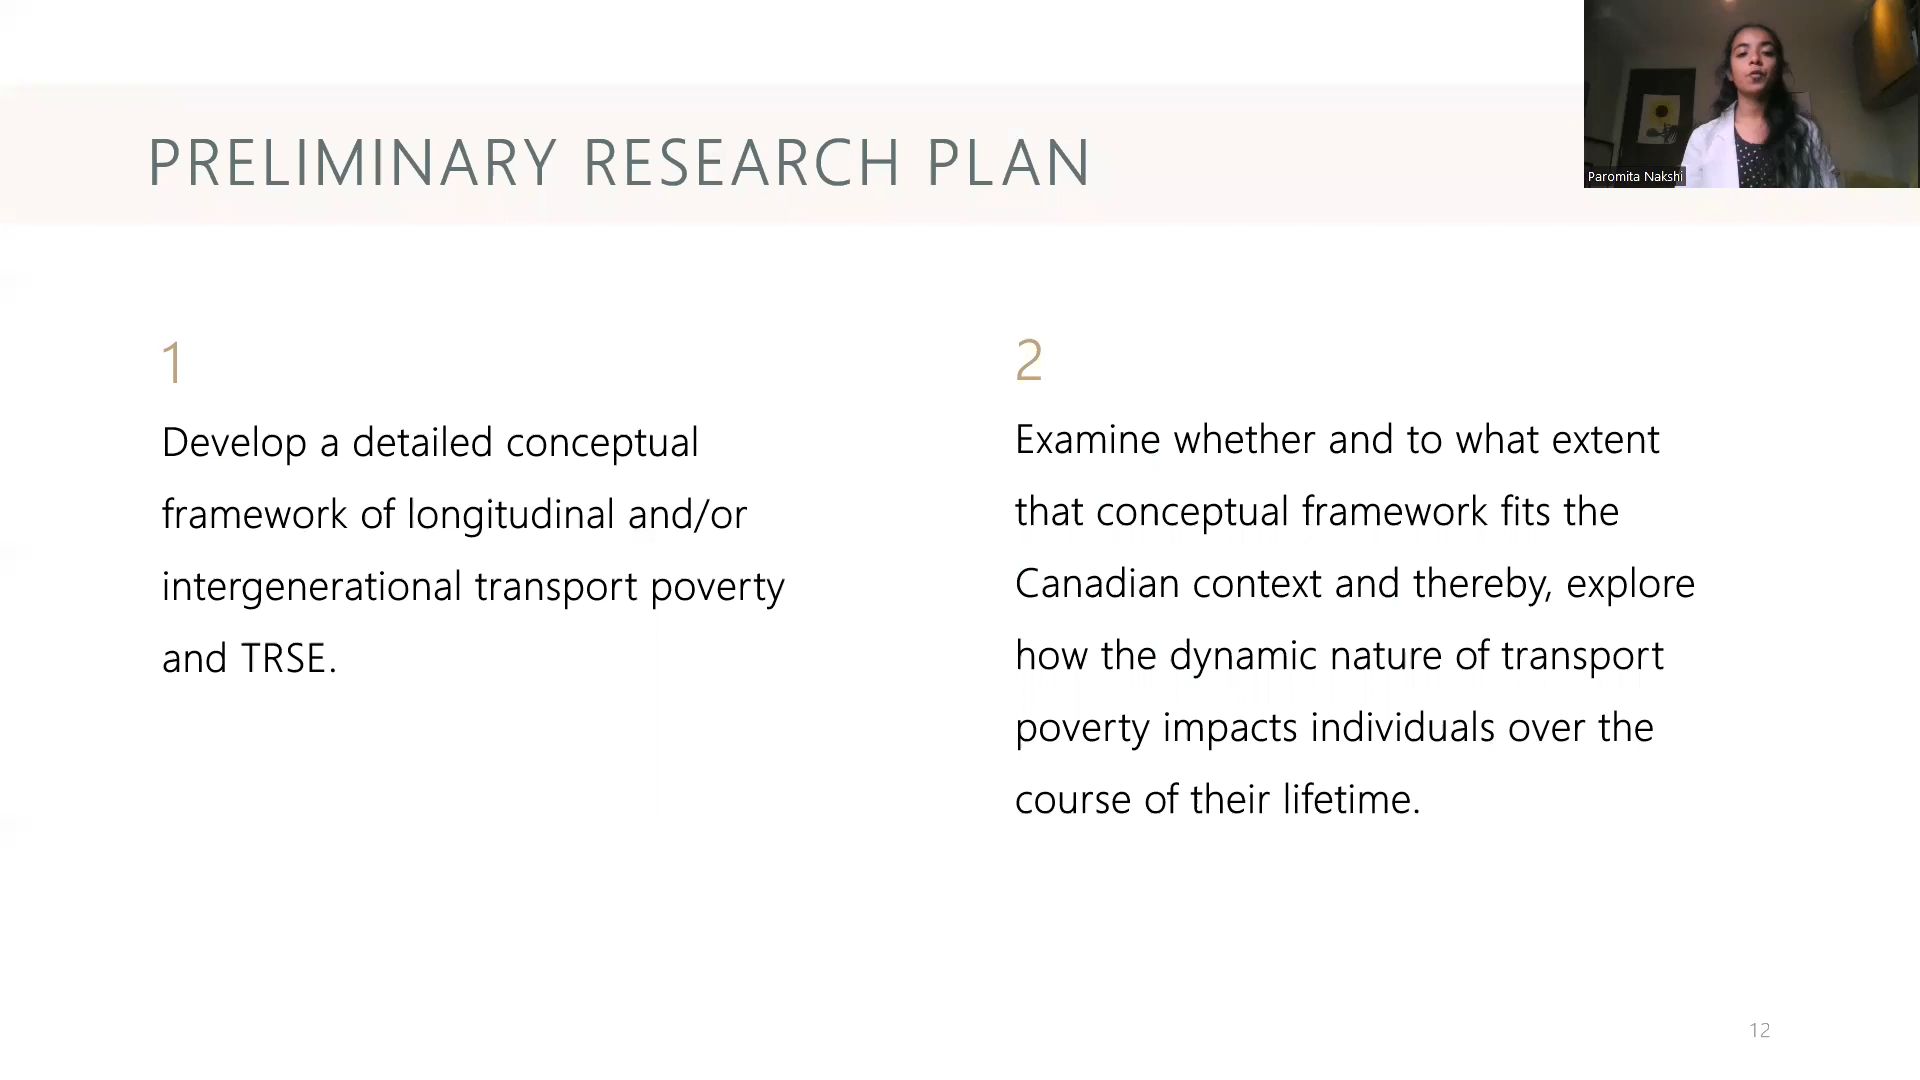 PRELIMINARY RESEARCH PLAN
Paromita Nakshi
1
Develop a detailed conceptual
framework of longitudinal and/or
intergenerational transport poverty
and TRSE.
2
Examine whether and to what extent
that conceptual framework fits the
Canadian context and thereby, explore
how the dynamic nature of transport
poverty impacts individuals over the
course of their lifetime.
12